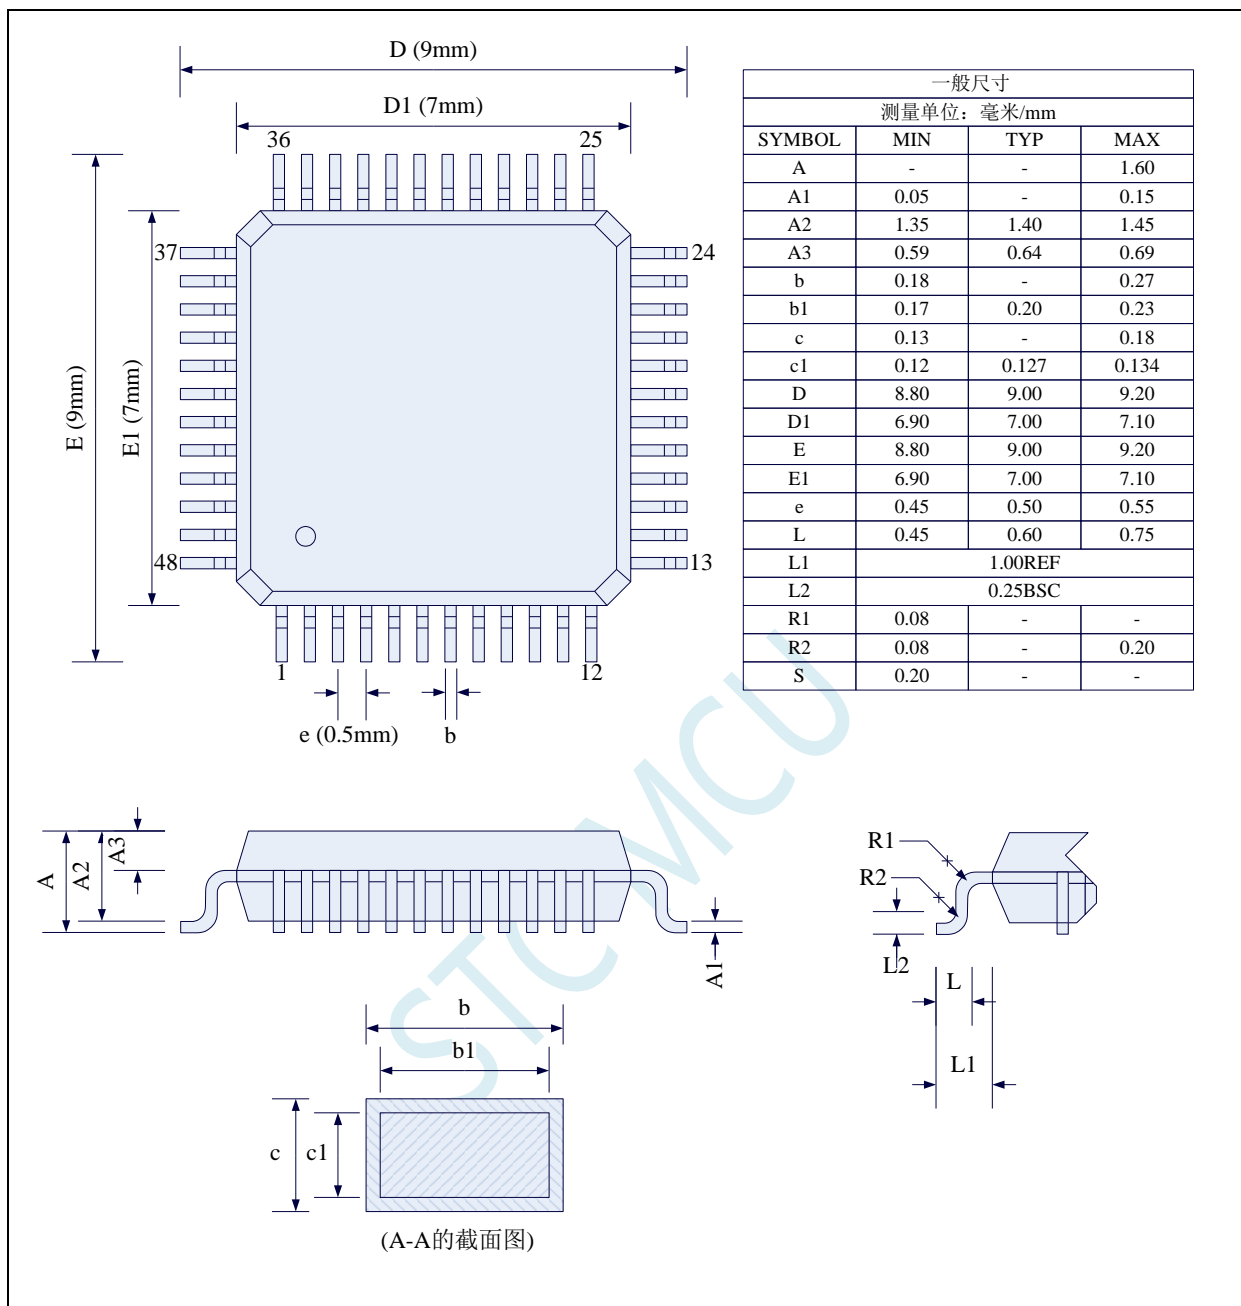 D (9mm)
D1 (7mm)
36 25
37 24
48 13
1 12
E (9mm)
E1 (7mm)
e (0.5mm) b
一般尺寸
测量单位：毫米/mm
SYMBOL MIN TYP MAX
A - - 1.60
A1 0.05 - 0.15
A2 1.35 1.40 1.45
A3 0.59 0.64 0.69
b 0.18 - 0.27
b1 0.17 0.20 0.23
c 0.13 - 0.18
c1 0.12 0.127 0.134
D 8.80 9.00 9.20
D1 6.90 7.00 7.10
E 8.80 9.00 9.20
E1 6.90 7.00 7.10
e 0.45 0.50 0.55
L 0.45 0.60 0.75
L1 1.00REF
L2 0.25BSC
R1 0.08 - -
R2 0.08 - 0.20
S 0.20 - -
STC MCU
A
A2
A3
A1
R1
R2
L2
L
L1
b
b1
c c1
(A-A的截面图)